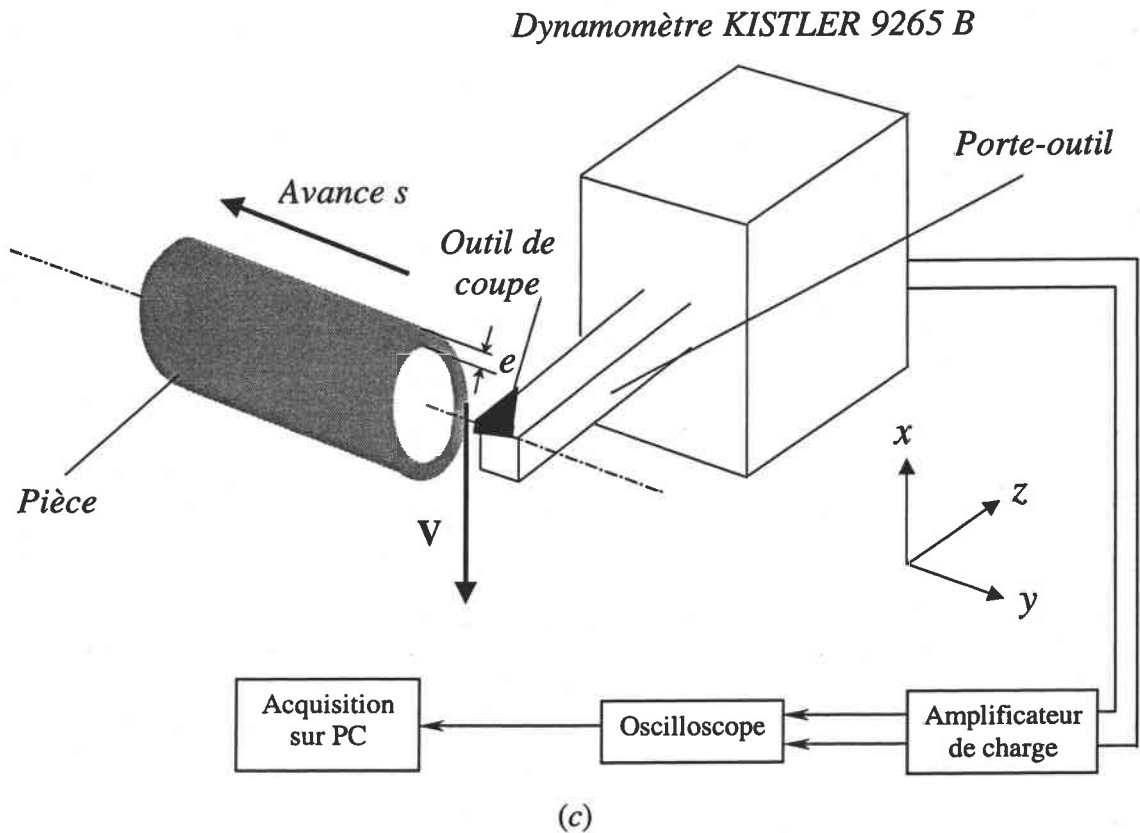 Dynamomètre KISTLER 9265 B
Porte-outil
Avance s
Outil de
coupe
e
Pièce
V
x
z
y
Acquisition
sur PC
Oscilloscope
Amplificateur
de charge
(c)